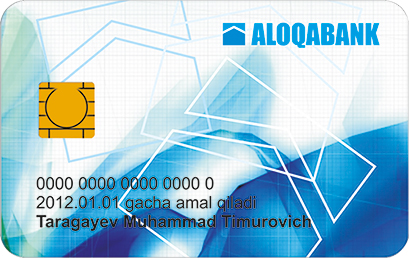 ALOQABANK
0000 0000 0000 0000 0
2012.01.01 gacha amal qiladi
Taragayev Muhammad Timurovich